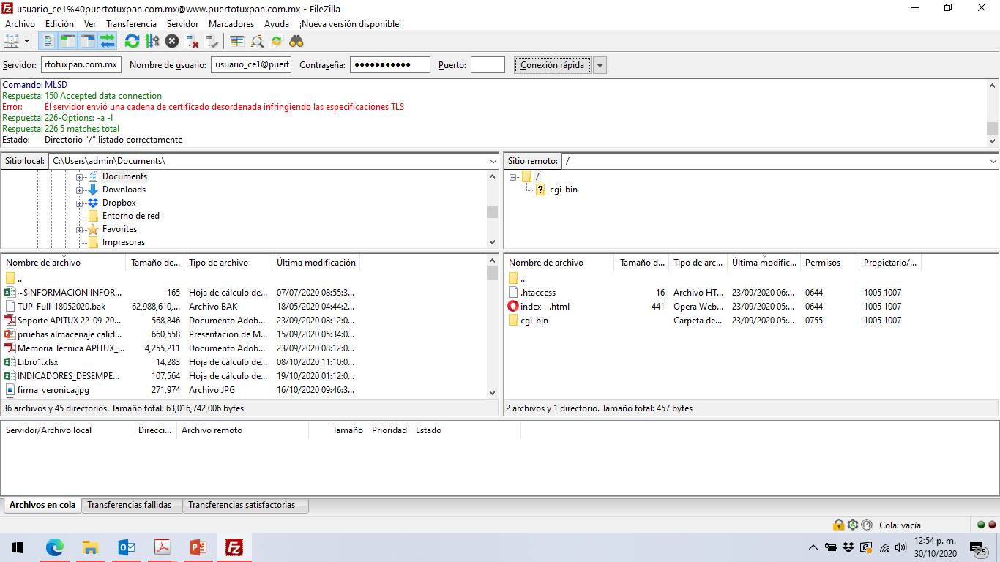 usuario_ce1%40puertotuxpan.com.mx@www.puertotuxpan.com.mx - FileZilla
Archivo Edición Ver Transferencia Servidor Marcadores Ayuda ¡Nueva versión disponible!
Servidor: rtotuxpan.com.mx Nombre de usuario: usuario_ce1@puert Contraseña: ●●●●●●●●●●● Puerto: Conexión rápida
Comando: MLSD
Respuesta: 150 Accepted data connection
Error: El servidor envió una cadena de certificado desordenada infringiendo las especificaciones TLS
Respuesta: 226-Options: -a -l
Respuesta: 226 5 matches total
Estado: Directorio "/" listado correctamente
Sitio local: C:\Users\admin\Documents\
Documents
Downloads
Dropbox
Entorno de red
Favorites
Impresoras
Sitio remoto: /
/
? cgi-bin
Nombre de archivo Tamaño de... Tipo de archivo Última modificación
..
~$INFORMACION INFOR... 165 Hoja de cálculo de... 07/07/2020 08:55:3...
TUP-Full-18052020.bak 62,988,610,... Archivo BAK 18/05/2020 04:44:2...
Soporte APITUX 22-09-20... 568,846 Documento Adob... 23/09/2020 08:12:0...
pruebas almacenaje calid... 660,558 Presentación de M... 15/09/2020 05:34:0...
Memoria Técnica APITUX_... 4,255,211 Documento Adob... 23/09/2020 08:12:0...
Libro1.xlsx 14,283 Hoja de cálculo de... 08/10/2020 11:10:0...
INDICADORES_DESEMPE... 107,564 Hoja de cálculo de... 19/10/2020 01:12:0...
firma_veronica.jpg 271,974 Archivo JPG 16/10/2020 09:46:3...
36 archivos y 45 directorios. Tamaño total: 63,016,742,006 bytes
Nombre de archivo Tamaño d... Tipo de arc... Última modific... Permisos Propietario/...
..
.htaccess 16 Archivo HT... 23/09/2020 06:... 0644 1005 1007
index--.html 441 Opera Web... 23/09/2020 05:... 0644 1005 1007
cgi-bin Carpeta de... 23/09/2020 05:... 0755 1005 1007
2 archivos y 1 directorio. Tamaño total: 457 bytes
Servidor/Archivo local Direcci... Archivo remoto Tamaño Prioridad Estado
Archivos en cola Transferencias fallidas Transferencias satisfactorias
Cola: vacía
12:54 p. m.
30/10/2020
25